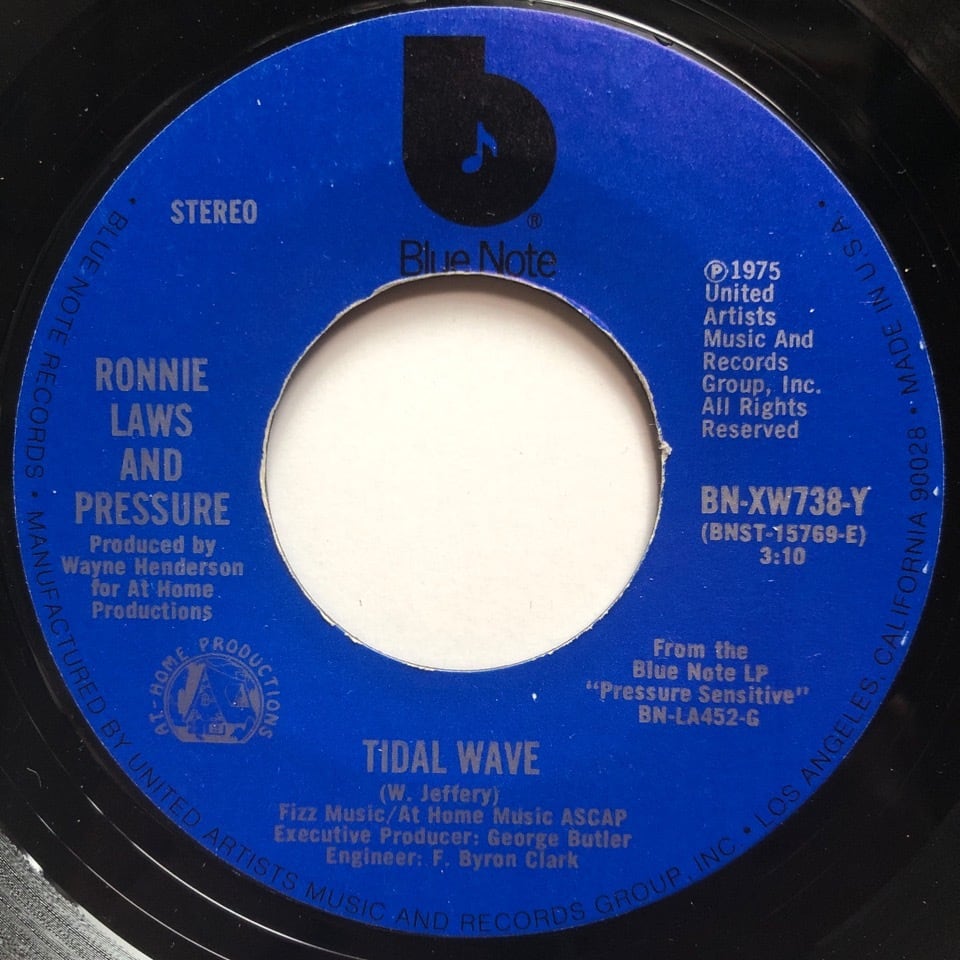 b
®
Blue Note
STEREO
℗ 1975
United
Artists
Music And
Records
Group, Inc.
All Rights
Reserved
RONNIE
LAWS
AND
PRESSURE
Produced by
Wayne Henderson
for At Home
Productions
AT-HOME PRODUCTIONS
BN-XW738-Y
(BNST-15769-E)
3:10
From the
Blue Note LP
"Pressure Sensitive"
BN-LA452-G
TIDAL WAVE
(W. Jeffery)
Fizz Music/At Home Music ASCAP
Executive Producer: George Butler
Engineer: F. Byron Clark
• BLUE NOTE RECORDS • MANUFACTURED BY UNITED ARTISTS MUSIC AND RECORDS GROUP, INC • LOS ANGELES, CALIFORNIA 90028 • MADE IN U.S.A •